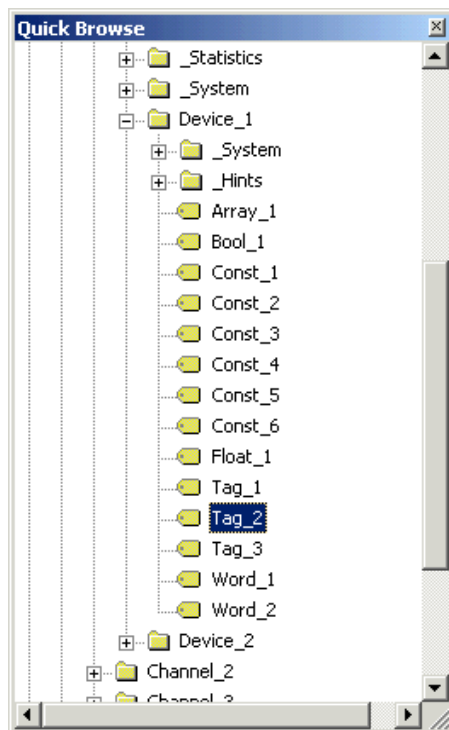 Quick Browse
_Statistics
_System
Device_1
_System
_Hints
Array_1
Bool_1
Const_1
Const_2
Const_3
Const_4
Const_5
Const_6
Float_1
Tag_1
Tag_2
Tag_3
Word_1
Word_2
Device_2
Channel_2
Channel_3